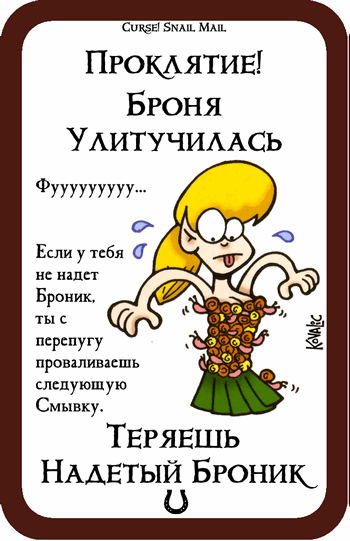 Curse! Snail Mail
Проклятие!
Броня
Улитучилась
Фууууууууу...
Если у тебя
не надет
Броник,
ты с
перепугу
проваливаешь
следующую
Смывку.
Kovalic
Теряешь
Надетый Броник